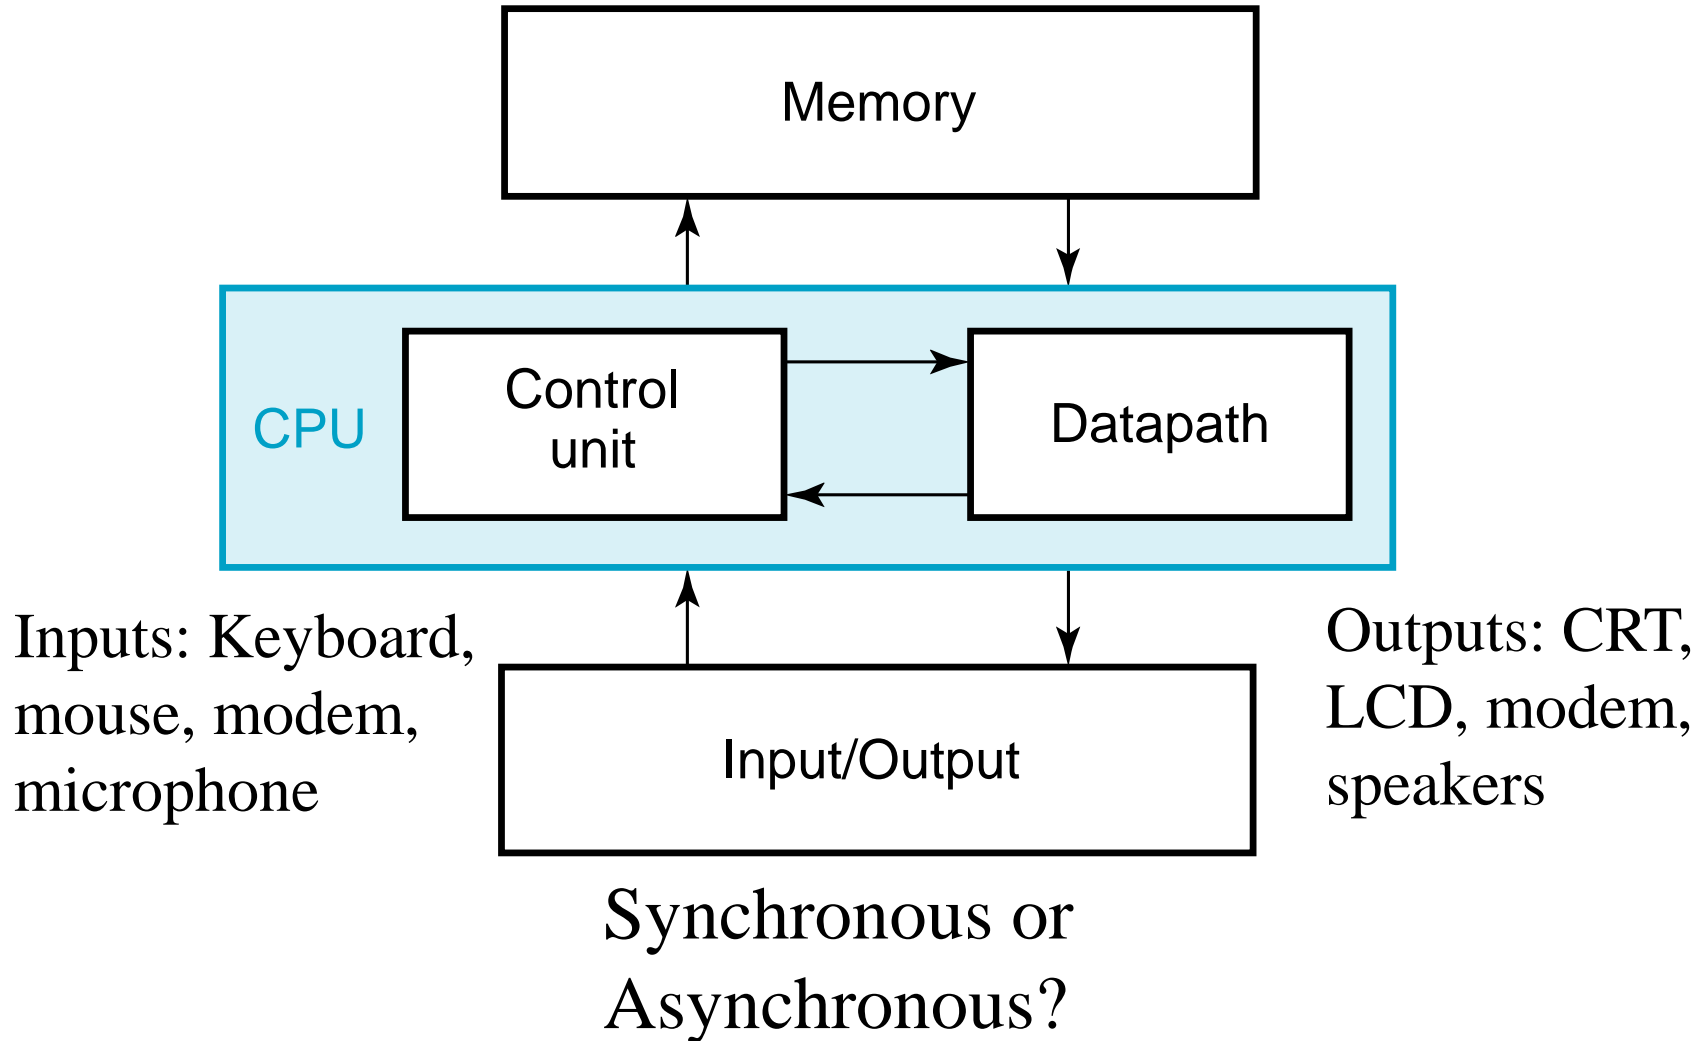 Memory
CPU
Control
unit
Datapath
Inputs: Keyboard,
mouse, modem,
microphone
Input/Output
Outputs: CRT,
LCD, modem,
speakers
Synchronous or
Asynchronous?